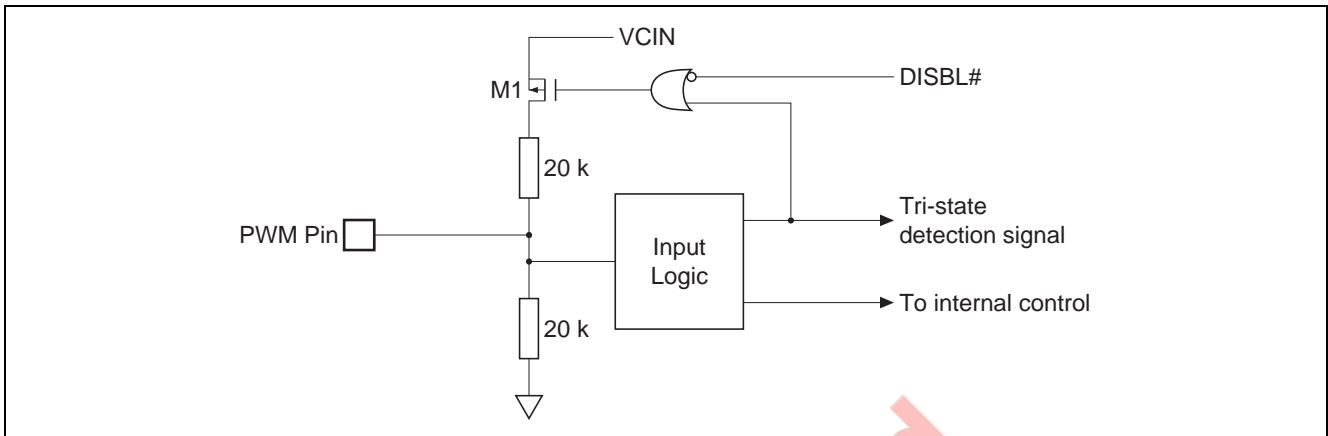 VCIN
M1
DISBL#
20 k
PWM Pin
Input
Logic
Tri-state
detection signal
To internal control
20 k